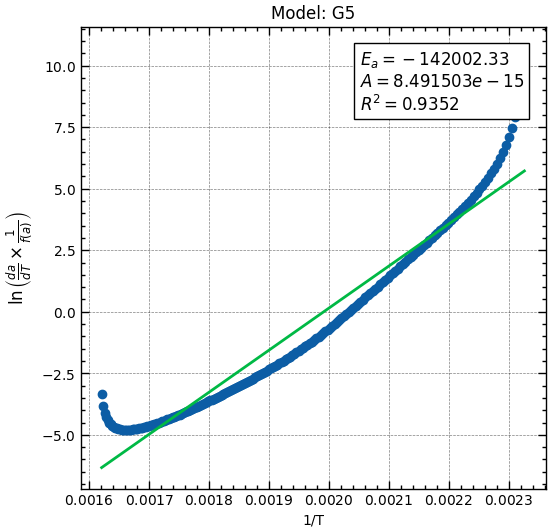 Model: G5
E_a = −142002.33
A = 8.491503e − 15
R^2 = 0.9352
10.0
7.5
5.0
2.5
0.0
−2.5
−5.0
ln (da/dT × 1/f(a))
0.0016 0.0017 0.0018 0.0019 0.0020 0.0021 0.0022 0.0023
1/T